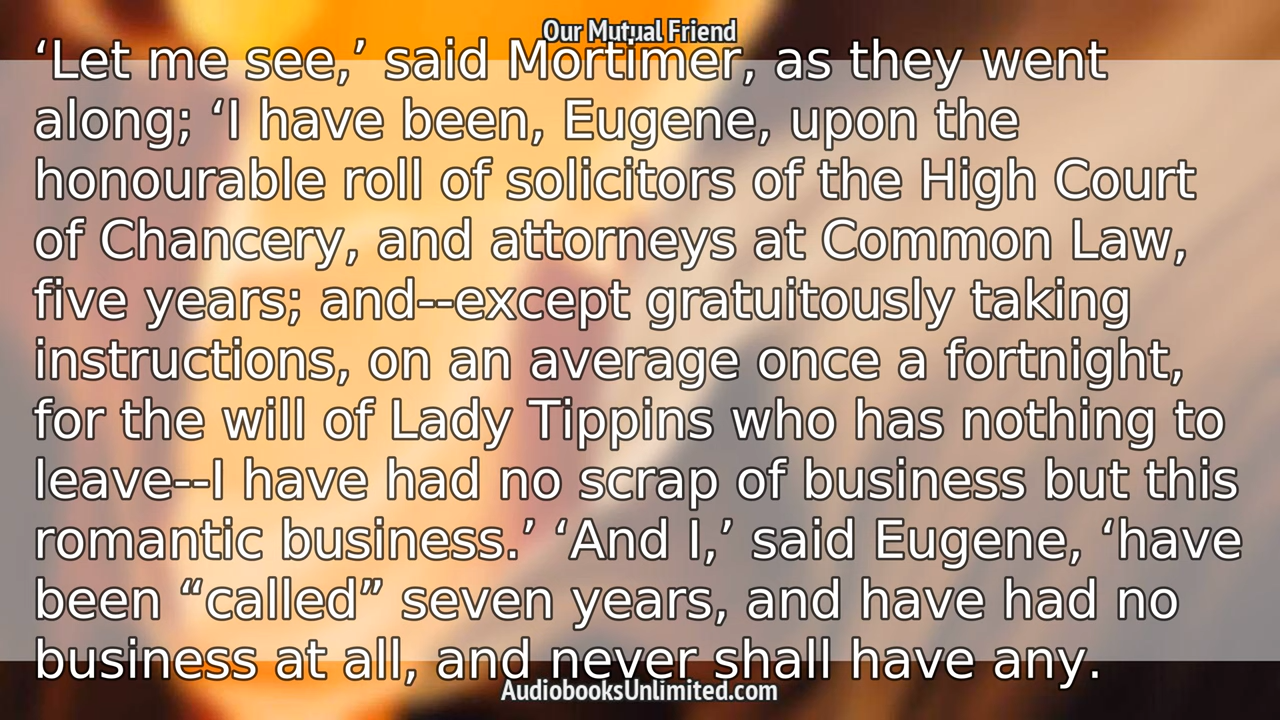 Our Mutual Friend
‘Let me see,’ said Mortimer, as they went
along; ‘I have been, Eugene, upon the
honourable roll of solicitors of the High Court
of Chancery, and attorneys at Common Law,
five years; and--except gratuitously taking
instructions, on an average once a fortnight,
for the will of Lady Tippins who has nothing to
leave--I have had no scrap of business but this
romantic business.’ ‘And I,’ said Eugene, ‘have
been “called” seven years, and have had no
business at all, and never shall have any.
AudiobooksUnlimited.com